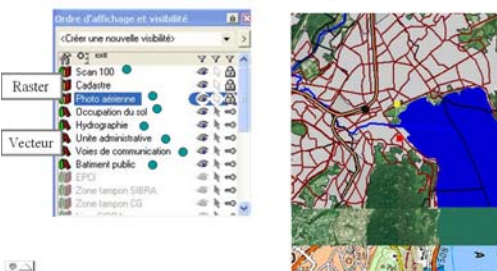 Ordre d'affichage et visibilité
<Créer une nouvelle visibilité>
Scan 100
Cadastre
Raster
Photo aérienne
Occupation du sol
Hydrographie
Unite administrative
Vecteur
Voies de communication
Batiment public
EPCI
Zone tampon SIBRA
Zone tampon CG